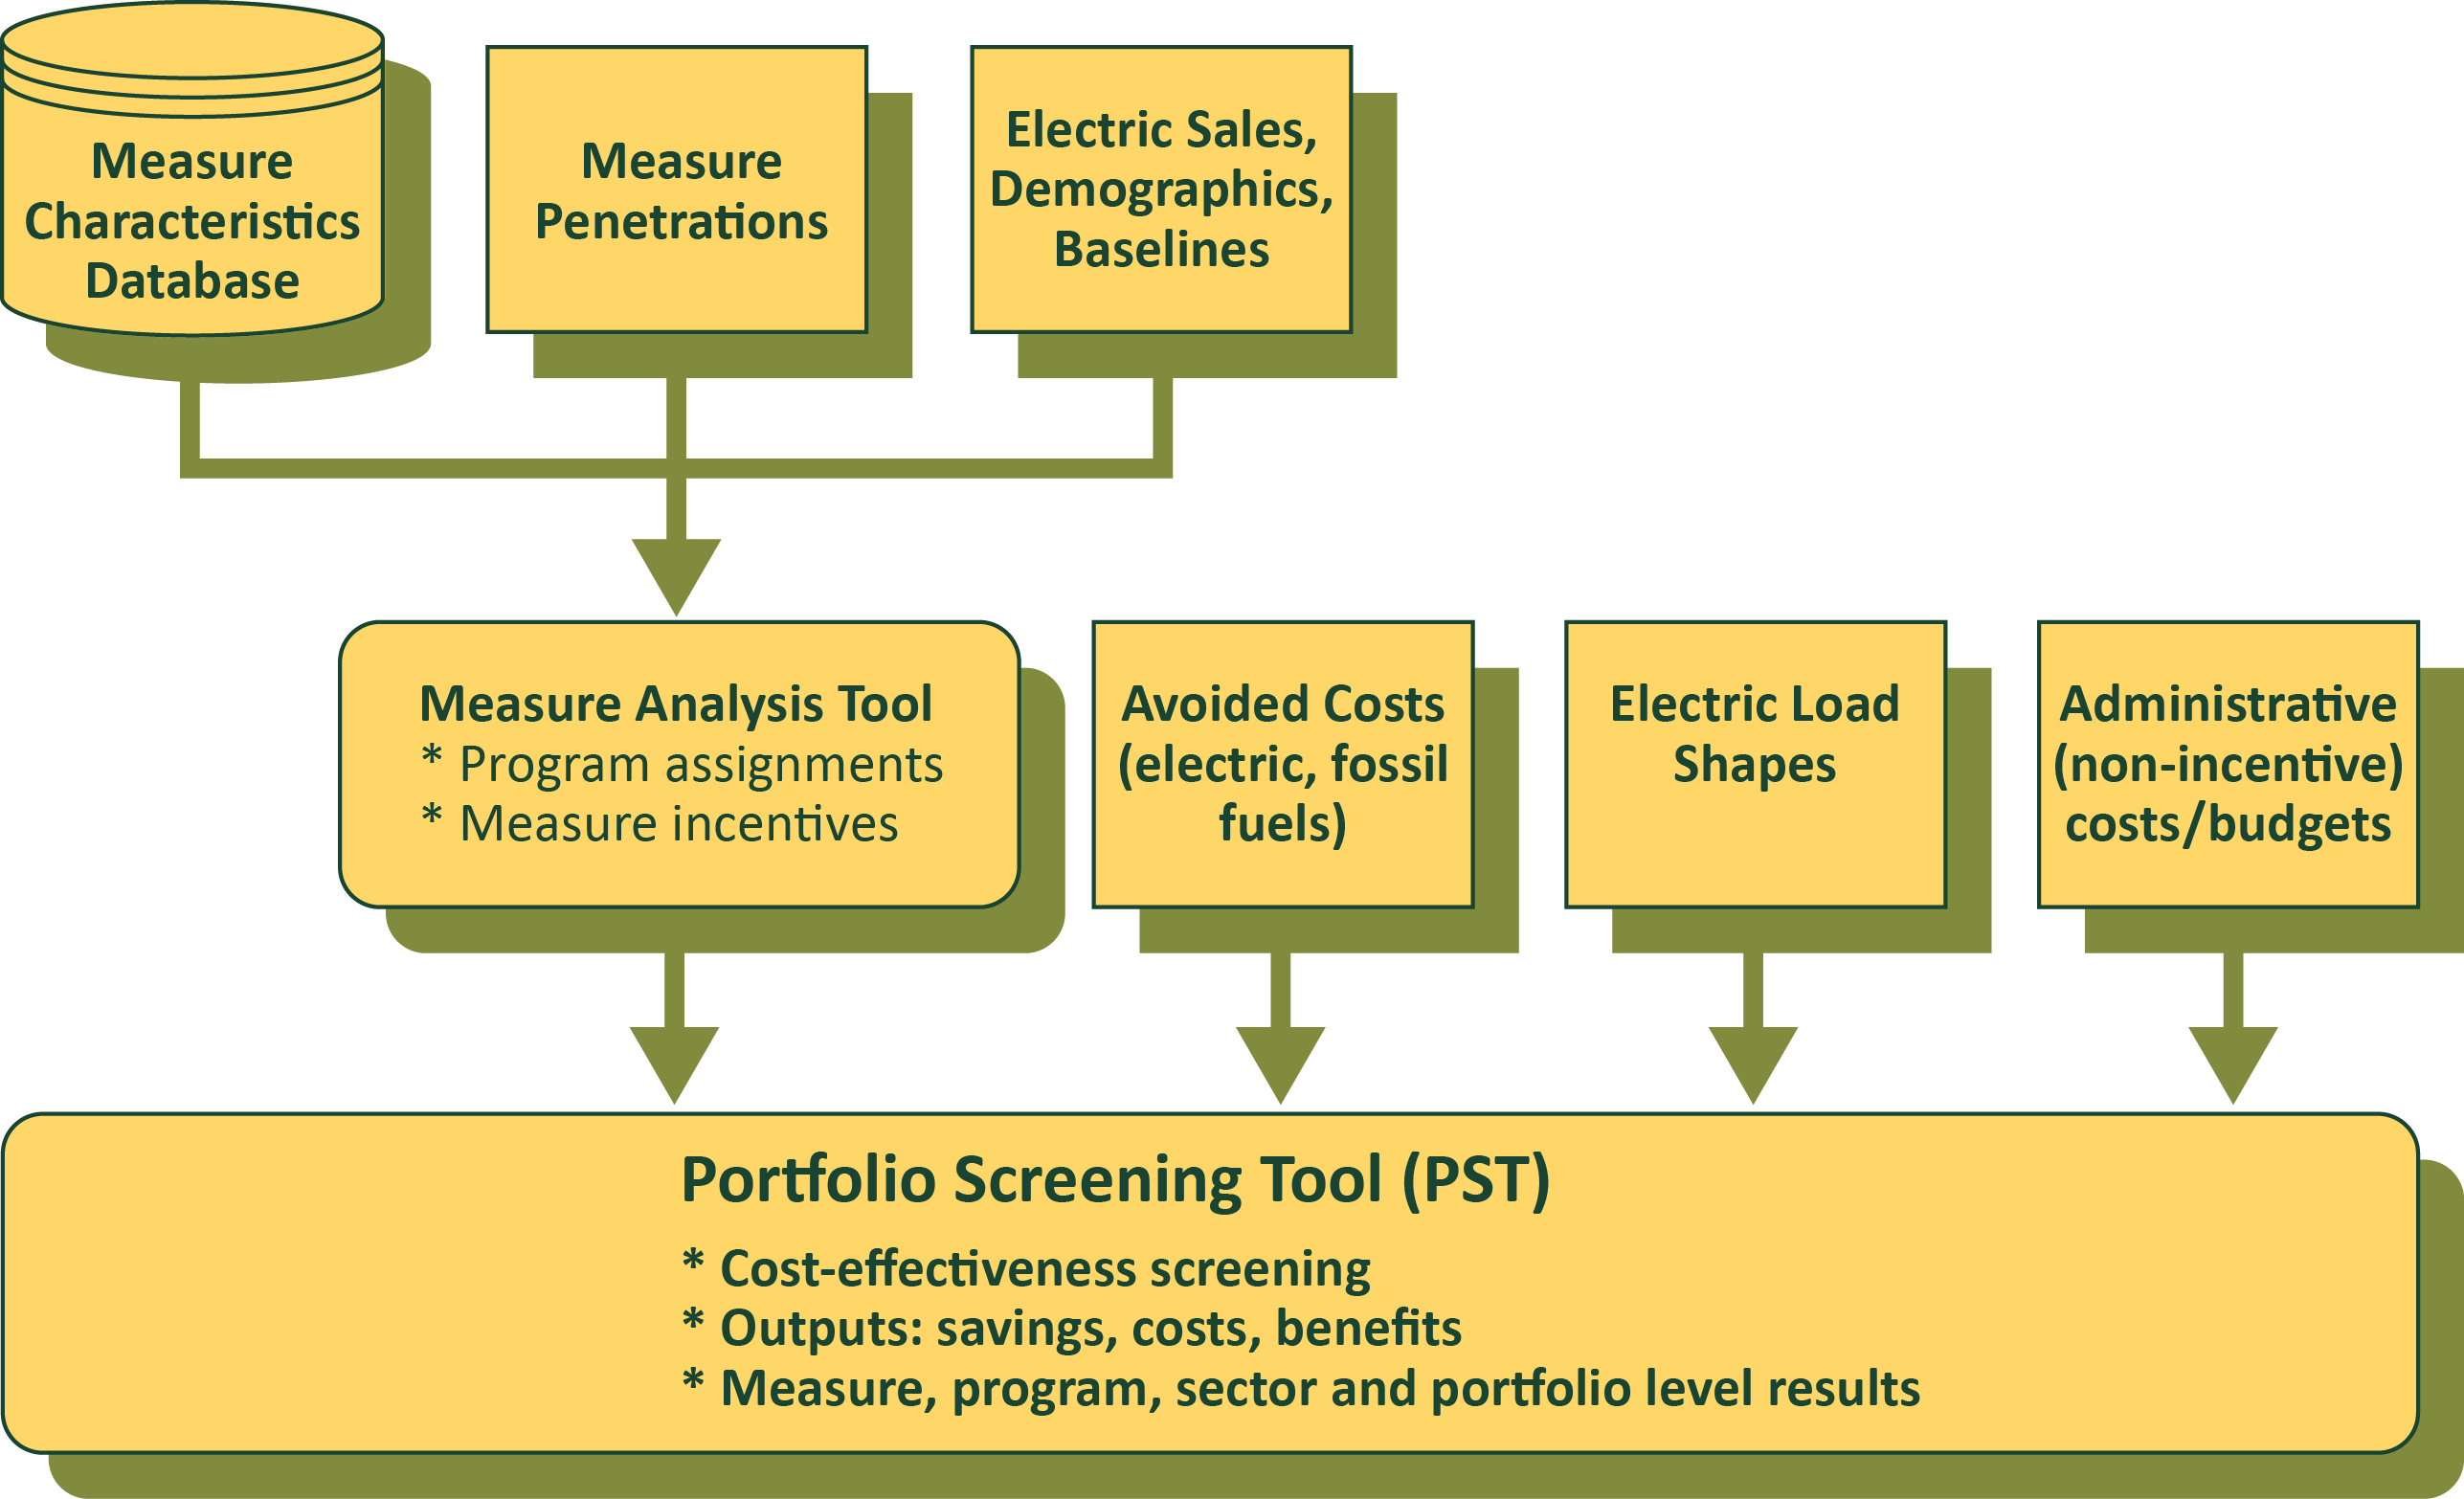 Measure
Characteristics
Database
Measure
Penetrations
Electric Sales,
Demographics,
Baselines
Measure Analysis Tool
* Program assignments
* Measure incentives
Avoided Costs
(electric, fossil
fuels)
Electric Load
Shapes
Administrative
(non-incentive)
costs/budgets
Portfolio Screening Tool (PST)
* Cost-effectiveness screening
* Outputs: savings, costs, benefits
* Measure, program, sector and portfolio level results